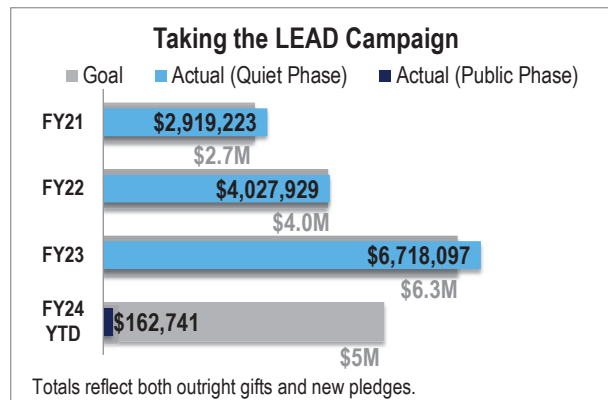 Taking the LEAD Campaign
Goal Actual (Quiet Phase) Actual (Public Phase)
FY21
$2,919,223
$2.7M
FY22
$4,027,929
$4.0M
FY23
$6,718,097
$6.3M
FY24
YTD
$162,741
$5M
Totals reflect both outright gifts and new pledges.